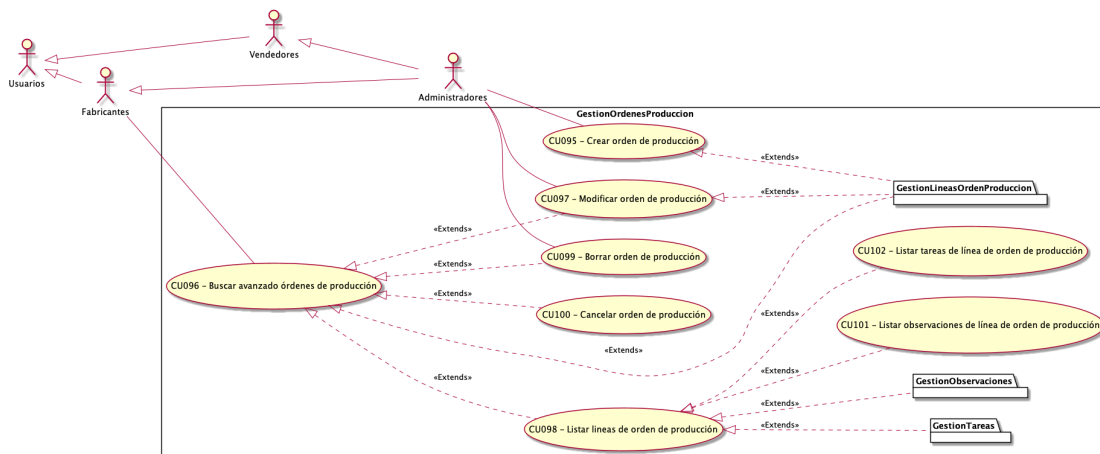 Vendedores
Usuarios
Administradores
Fabricantes
GestionOrdenesProduccion
CU095 – Crear orden de producción
«Extends»
GestionLineasOrdenProduccion
CU097 – Modificar orden de producción
«Extends»
«Extends»
CU102 – Listar tareas de línea de orden de producción
CU099 – Borrar orden de producción
CU096 – Buscar avanzado órdenes de producción
«Extends»
CU100 – Cancelar orden de producción
«Extends»
«Extends»
CU101 – Listar observaciones de línea de orden de producción
«Extends»
«Extends»
«Extends»
GestionObservaciones
«Extends»
CU098 – Listar lineas de orden de producción
«Extends»
GestionTareas